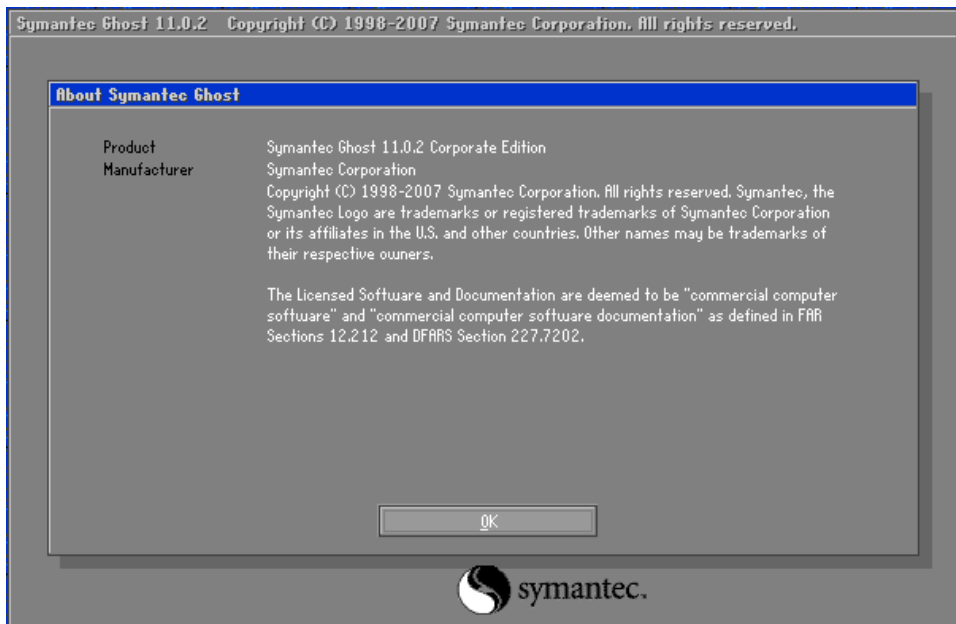 Symantec Ghost 11.0.2   Copyright (C) 1998-2007 Symantec Corporation. All rights reserved.
About Symantec Ghost
Product Symantec Ghost 11.0.2 Corporate Edition
Manufacturer Symantec Corporation
Copyright (C) 1998-2007 Symantec Corporation. All rights reserved. Symantec, the
Symantec Logo are trademarks or registered trademarks of Symantec Corporation
or its affiliates in the U.S. and other countries. Other names may be trademarks of
their respective owners.
The Licensed Software and Documentation are deemed to be "commercial computer
software" and "commercial computer software documentation" as defined in FAR
Sections 12.212 and DFARS Section 227.7202.
OK
symantec.